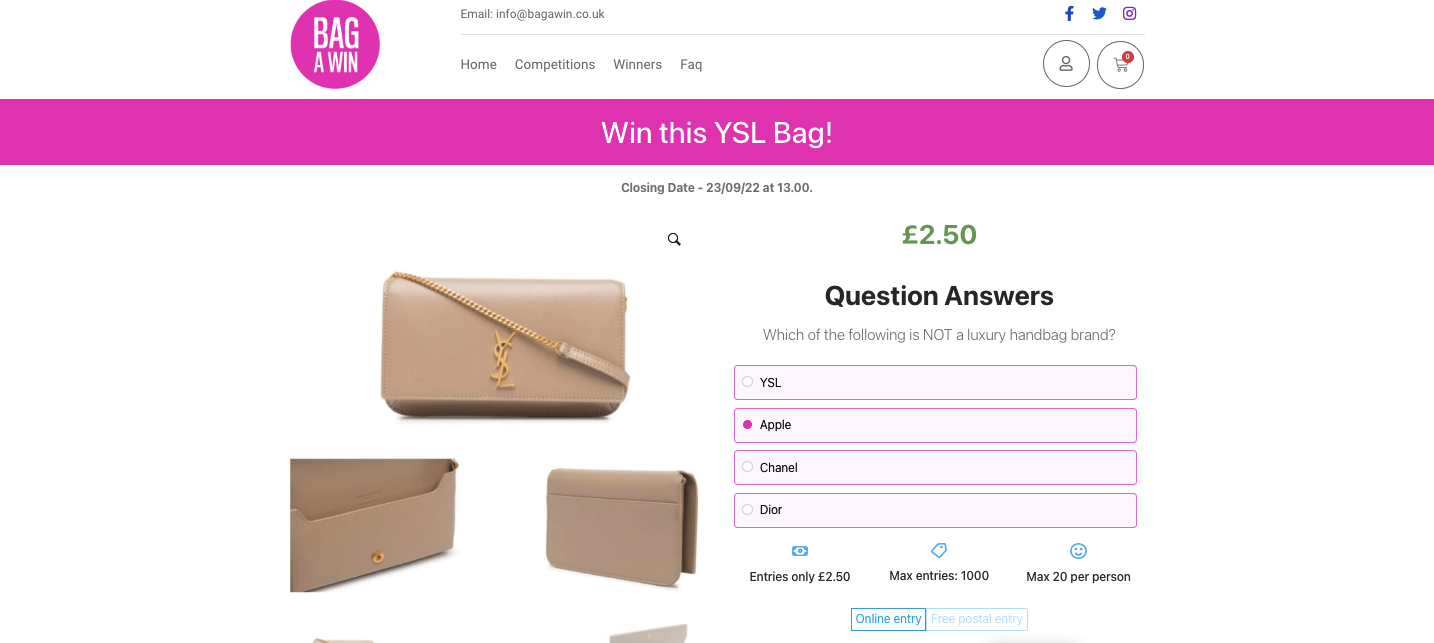 BAG
A WIN
Email: info@bagawin.co.uk
Home Competitions Winners Faq
0
Win this YSL Bag!
Closing Date - 23/09/22 at 13.00.
£2.50
Question Answers
Which of the following is NOT a luxury handbag brand?
YSL
Apple
Chanel
Dior
Entries only £2.50 Max entries: 1000 Max 20 per person
Online entry Free postal entry